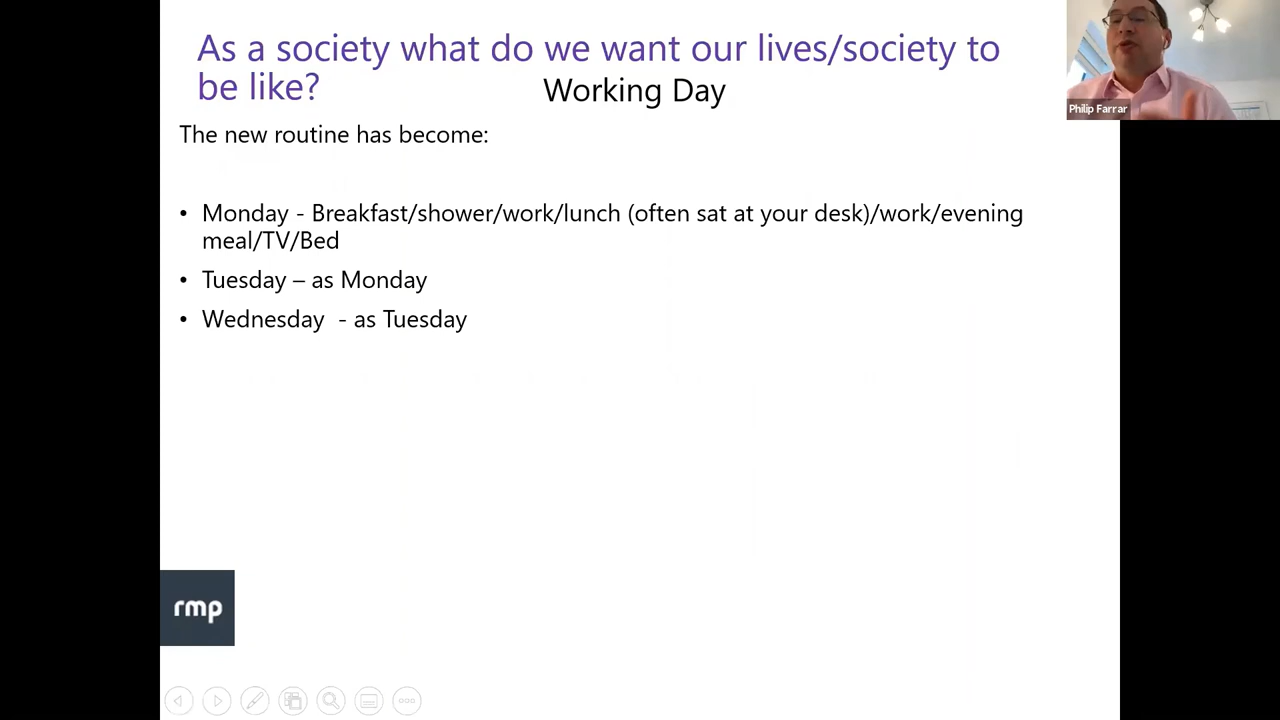 As a society what do we want our lives/society to
be like?
Working Day
Philip Farrar
The new routine has become:
• Monday - Breakfast/shower/work/lunch (often sat at your desk)/work/evening
meal/TV/Bed
• Tuesday – as Monday
• Wednesday  - as Tuesday
rmp